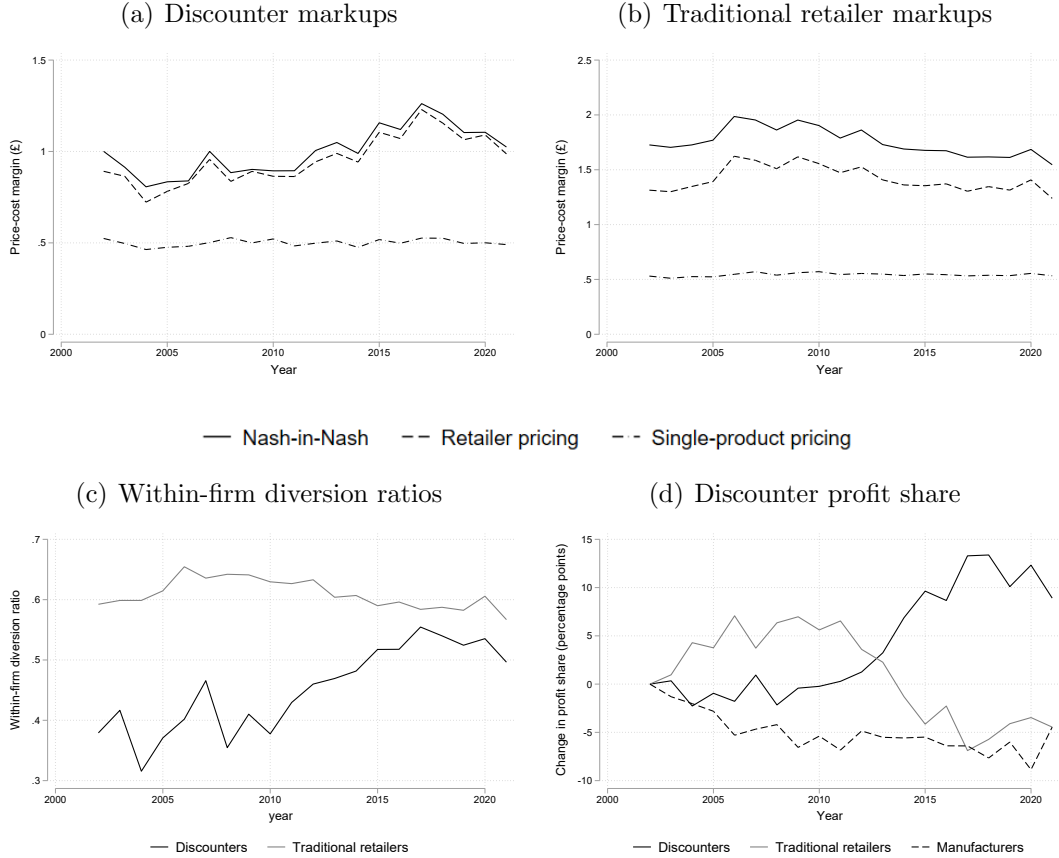 (a) Discounter markups
(b) Traditional retailer markups
1.5
1
.5
0
Price-cost margin (£)
2000 2005 2010 2015 2020
Year
2.5
2
1.5
1
.5
0
Price-cost margin (£)
2000 2005 2010 2015 2020
Year
Nash-in-Nash Retailer pricing Single-product pricing
(c) Within-firm diversion ratios
(d) Discounter profit share
.7
.6
.5
.4
.3
Within-firm diversion ratio
2000 2005 2010 2015 2020
year
Discounters Traditional retailers
15
10
5
0
-5
-10
Change in profit share (percentage points)
2000 2005 2010 2015 2020
Year
Discounters Traditional retailers Manufacturers